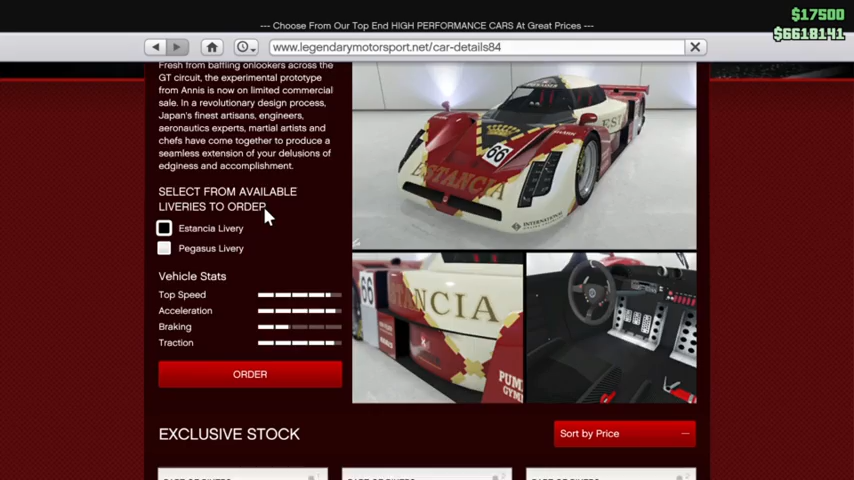 $17500
$6618141
--- Choose From Our Top End HIGH PERFORMANCE CARS At Great Prices ---
www.legendarymotorsport.net/car-details84
Fresh from baffling onlookers across the
GT circuit, the experimental prototype
from Annis is now on limited commercial
sale. In a revolutionary design process,
Japan's finest artisans, engineers,
aeronautics experts, martial artists and
chefs have come together to produce a
seamless extension of your delusions of
edginess and accomplishment.
SELECT FROM AVAILABLE
LIVERIES TO ORDER
Estancia Livery
Pegasus Livery
Vehicle Stats
Top Speed
Acceleration
Braking
Traction
ORDER
66
ESTANCIA
INTERNATIONAL
66
STANCIA
PUM
GYM
EXCLUSIVE STOCK
Sort by Price